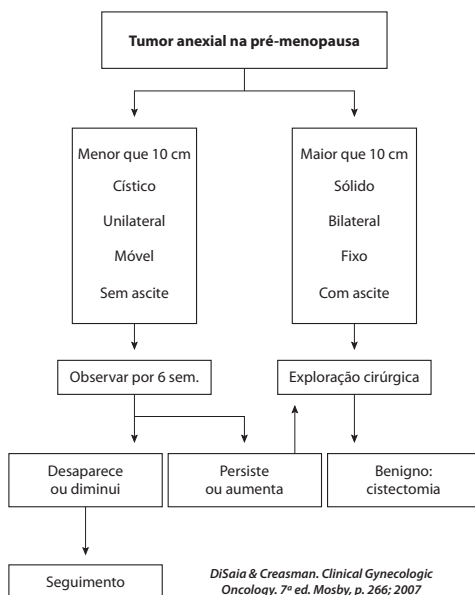 Tumor anexial na pré-menopausa
Menor que 10 cm
Cístico
Unilateral
Móvel
Sem ascite
Maior que 10 cm
Sólido
Bilateral
Fixo
Com ascite
Observar por 6 sem.
Exploração cirúrgica
Desaparece
ou diminui
Persiste
ou aumenta
Benigno:
cistectomia
Seguimento
DiSaia & Creasman. Clinical Gynecologic
Oncology. 7ª ed. Mosby, p. 266; 2007